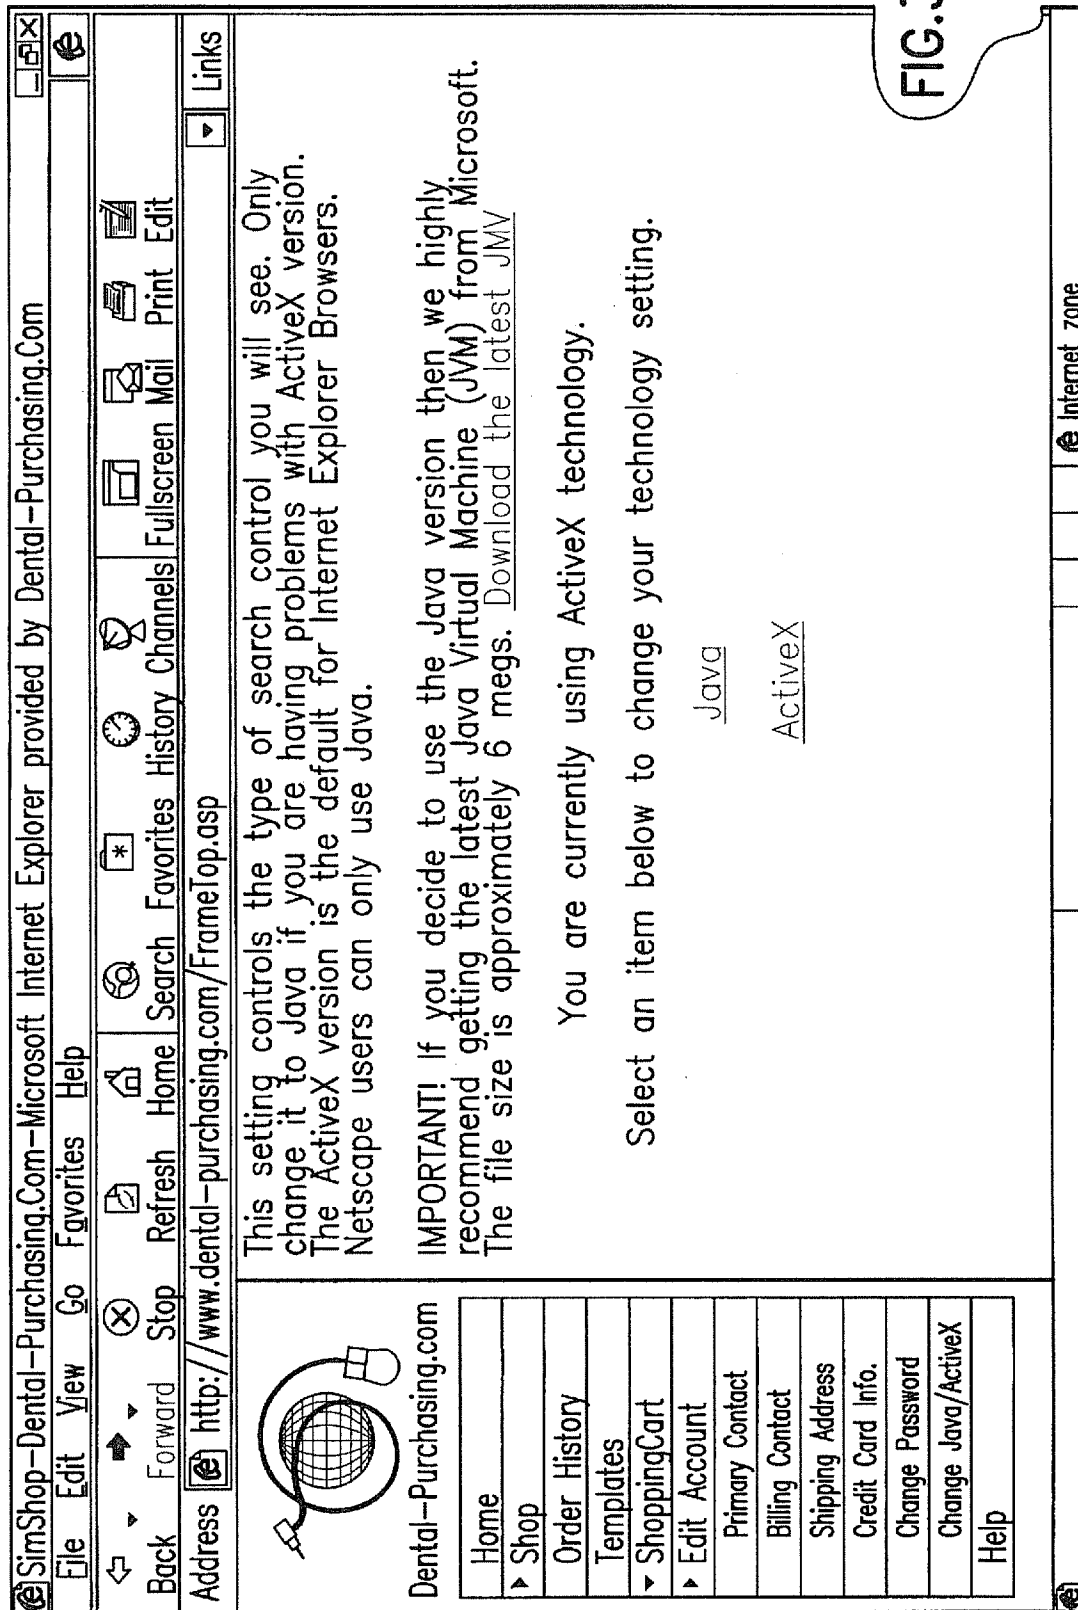 SimShop-Dental-Purchasing.Com-Microsoft Internet Explorer provided by Dental-Purchasing.Com
File Edit View Go Favorites Help
Back Forward Stop Refresh Home Search Favorites History Channels Fullscreen Mail Print Edit
Address http://www.dental-purchasing.com/FrameTop.asp Links
Dental-Purchasing.com
Home
Shop
Order History
Templates
ShoppingCart
Edit Account
Primary Contact
Billing Contact
Shipping Address
Credit Card Info.
Change Password
Change Java/ActiveX
Help
This setting controls the type of search control you will see. Only
change it to Java if you are having problems with ActiveX version.
The ActiveX version is the default for Internet Explorer Browsers.
Netscape users can only use Java.
IMPORTANT! If you decide to use the Java version then we highly
recommend getting the latest Java Virtual Machine (JVM) from Microsoft.
The file size is approximately 6 megs. Download the latest JMV
You are currently using ActiveX technology.
Select an item below to change your technology setting.
Java
ActiveX
Internet zone